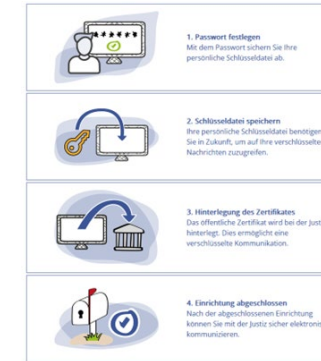 1. Passwort festlegen
Mit dem Passwort sichern Sie Ihre
persönliche Schlüsseldatei ab.
2. Schlüsseldatei speichern
Ihre persönliche Schlüsseldatei benötigen
Sie in Zukunft, um auf Ihre verschlüsselte
Nachrichten zuzugreifen.
3. Hinterlegung des Zertifikates
Das öffentliche Zertifikat wird bei der Just
hinterlegt. Dies ermöglicht eine
verschlüsselte Kommunikation.
4. Einrichtung abgeschlossen
Nach der abgeschlossenen Einrichtung
können Sie mit der Justiz sicher elektronis
kommunizieren.